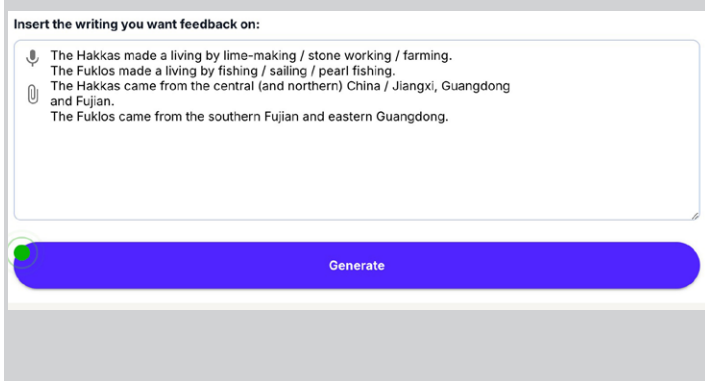 Insert the writing you want feedback on:
The Hakkas made a living by lime-making / stone working / farming.
The Fuklos made a living by fishing / sailing / pearl fishing.
The Hakkas came from the central (and northern) China / Jiangxi, Guangdong
and Fujian.
The Fuklos came from the southern Fujian and eastern Guangdong.
Generate